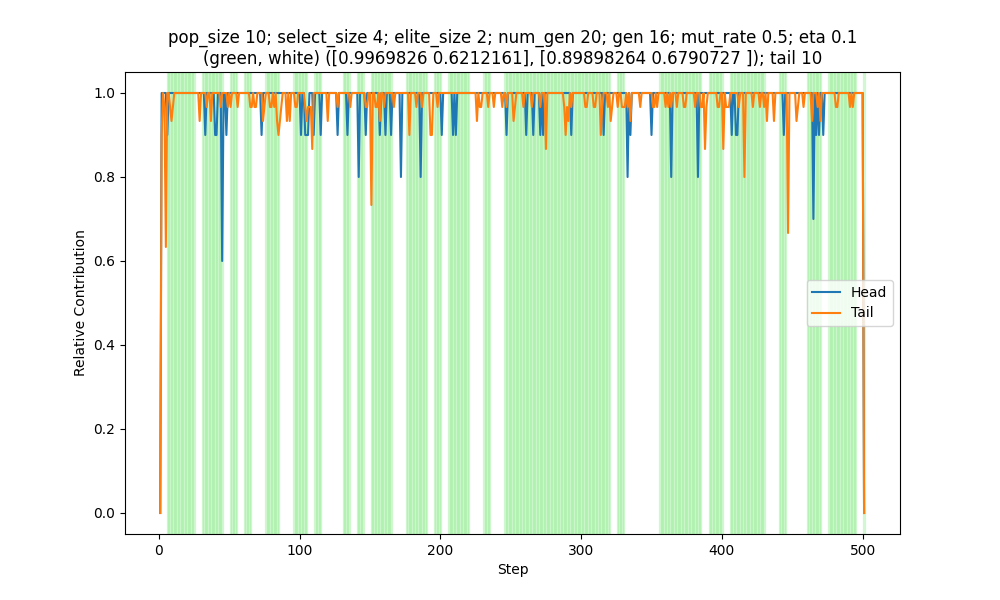 pop_size 10; select_size 4; elite_size 2; num_gen 20; gen 16; mut_rate 0.5; eta 0.1
(green, white) ([0.9969826 0.6212161], [0.89898264 0.6790727 ]); tail 10
Relative Contribution
1.0
0.8
0.6
0.4
0.2
0.0
Head
Tail
0
100
200
300
400
500
Step